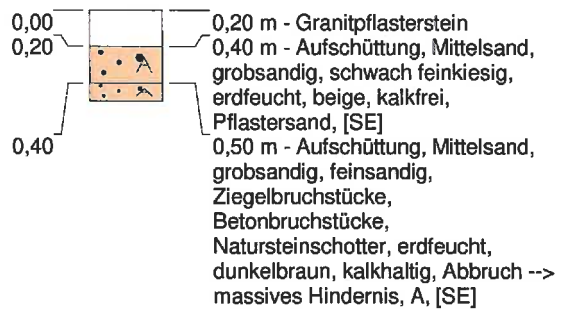 0,00
0,20 m - Granitpflasterstein
0,20
0,40 m - Aufschüttung, Mittelsand,
grobsandig, schwach feinkiesig,
erdfeucht, beige, kalkfrei,
Pflastersand, [SE]
0,40
0,50 m - Aufschüttung, Mittelsand,
grobsandig, feinsandig,
Ziegelbruchstücke,
Betonbruchstücke,
Natursteinschotter, erdfeucht,
dunkelbraun, kalkhaltig, Abbruch -->
massives Hindernis, A, [SE]